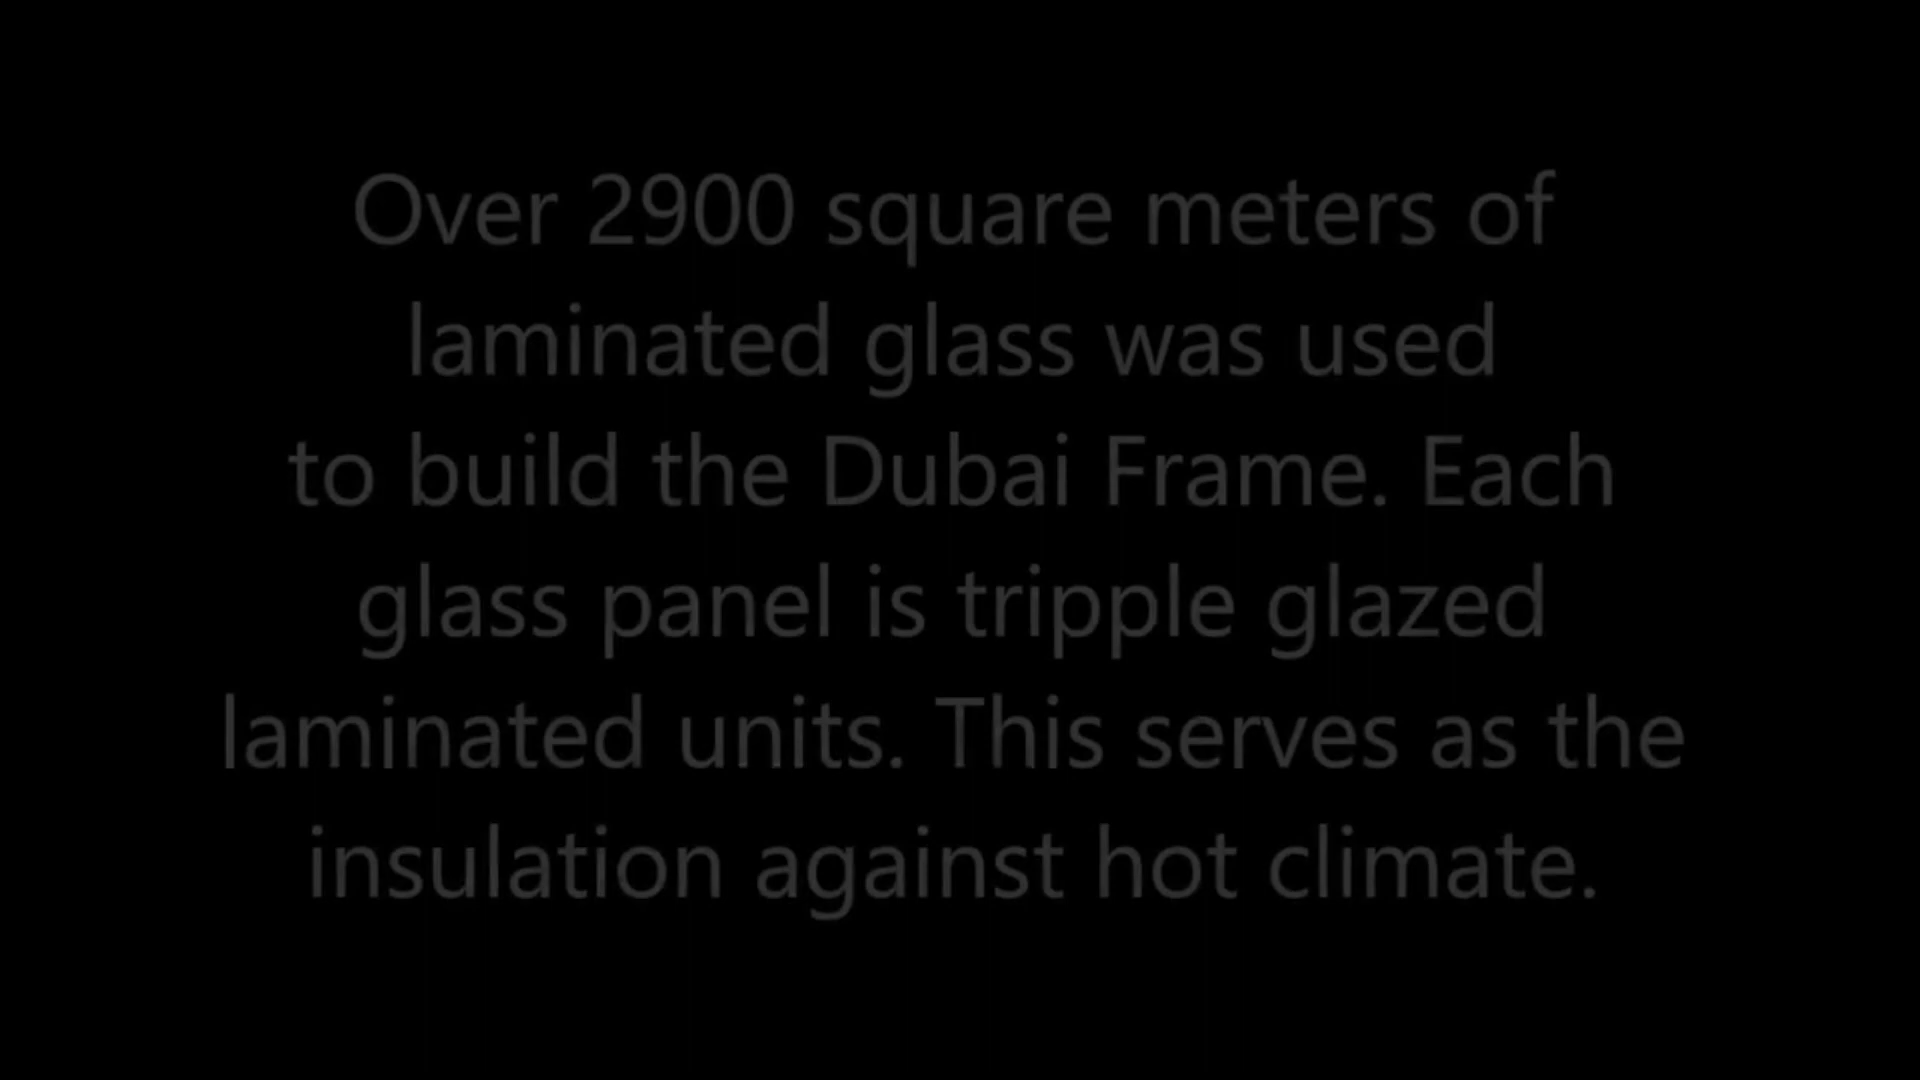 Over 2900 square meters of
laminated glass was used
to build the Dubai Frame. Each
glass panel is tripple glazed
laminated units. This serves as the
insulation against hot climate.